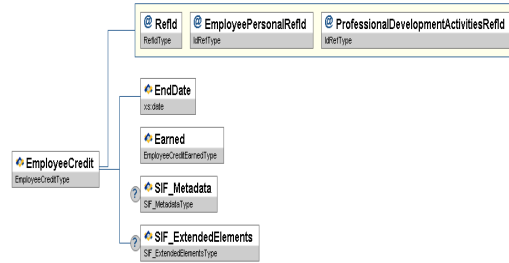 @ RefId
RefIdType
@ EmployeePersonalRefId
IdRefType
@ ProfessionalDevelopmentActivitiesRefId
IdRefType
EndDate
xs:date
Earned
EmployeeCreditEarnedType
EmployeeCredit
EmployeeCreditType
? SIF_Metadata
SIF_MetadataType
? SIF_ExtendedElements
SIF_ExtendedElementsType